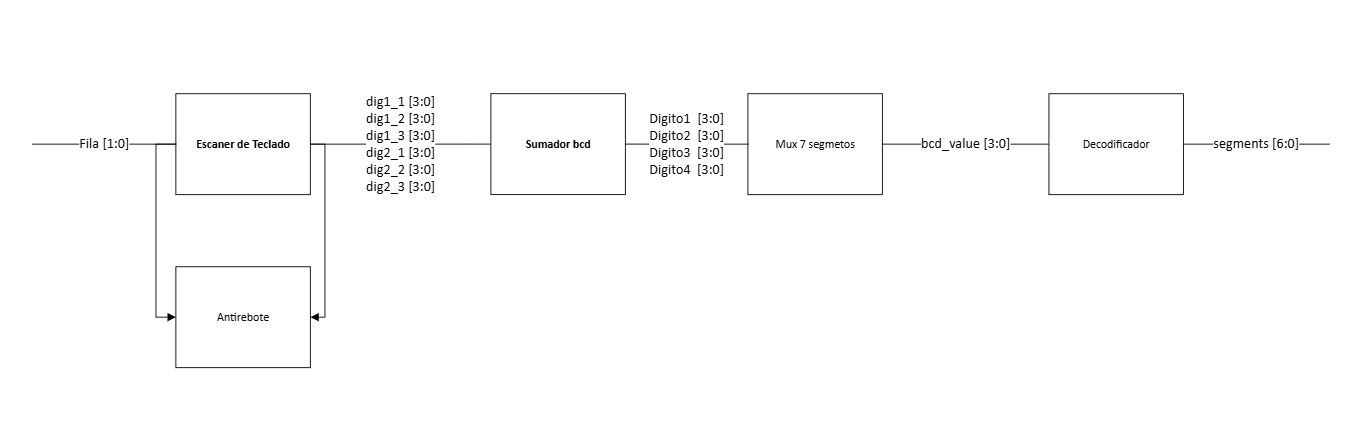 Fila [1:0]
Escaner de Teclado
dig1_1 [3:0]
dig1_2 [3:0]
dig1_3 [3:0]
dig2_1 [3:0]
dig2_2 [3:0]
dig2_3 [3:0]
Sumador bcd
Digito1 [3:0]
Digito2 [3:0]
Digito3 [3:0]
Digito4 [3:0]
Mux 7 segmetos
bcd_value [3:0]
Decodificador
segments [6:0]
Antirebote